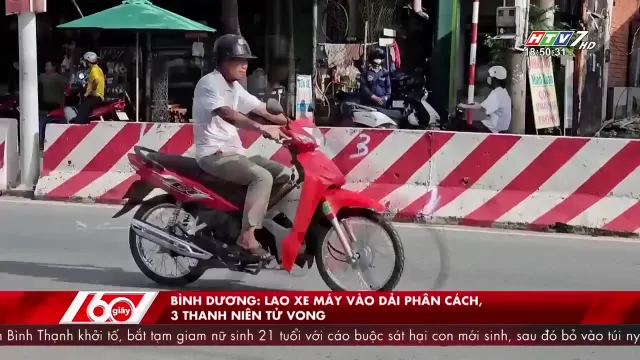 HTV7 HD
18:50:31
3
60 giây
BÌNH DƯƠNG: LAO XE MÁY VÀO DẢI PHÂN CÁCH,
3 THANH NIÊN TỬ VONG
Bình Thạnh khởi tố, bắt tạm giam nữ sinh 21 tuổi với cáo buộc sát hại con mới sinh, sau đó bỏ vào túi ny